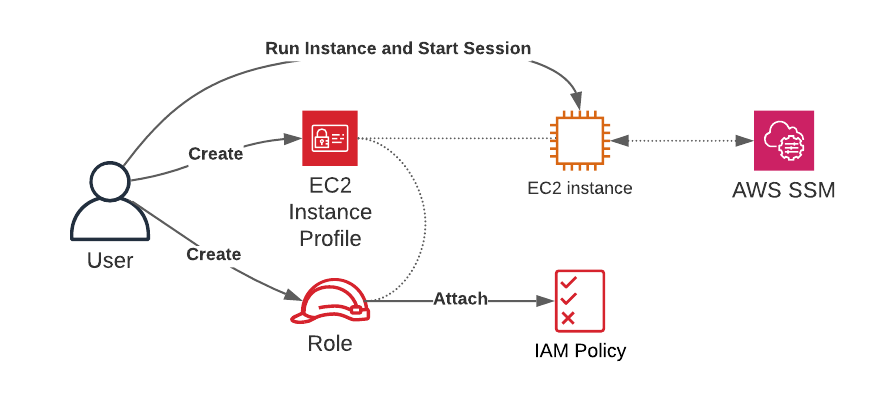 Run Instance and Start Session
Create
EC2
Instance
Profile
EC2 instance
AWS SSM
User
Create
Role
Attach
IAM Policy